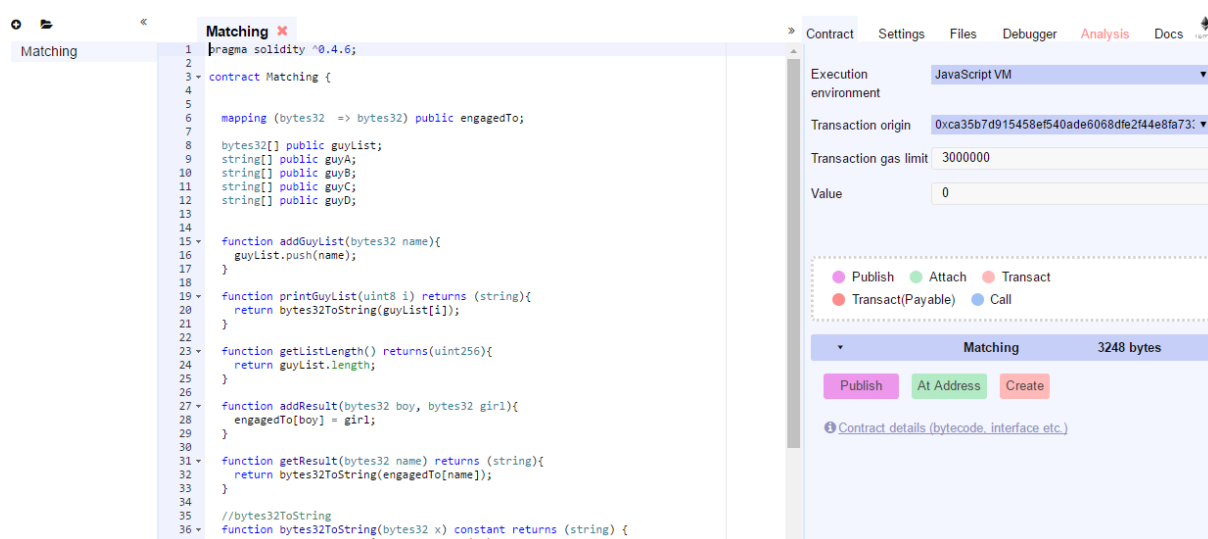 «
Matching
Matching ✖
1 pragma solidity ^0.4.6;
2
3 contract Matching {
4
5
6 mapping (bytes32  => bytes32) public engagedTo;
7
8 bytes32[] public guyList;
9 string[] public guyA;
10 string[] public guyB;
11 string[] public guyC;
12 string[] public guyD;
13
14
15 function addGuyList(bytes32 name){
16 guyList.push(name);
17 }
18
19 function printGuyList(uint8 i) returns (string){
20 return bytes32ToString(guyList[i]);
21 }
22
23 function getListLength() returns(uint256){
24 return guyList.length;
25 }
26
27 function addResult(bytes32 boy, bytes32 girl){
28 engagedTo[boy] = girl;
29 }
30
31 function getResult(bytes32 name) returns (string){
32 return bytes32ToString(engagedTo[name]);
33 }
34
35 //bytes32ToString
36 function bytes32ToString(bytes32 x) constant returns (string) {
» Contract Settings Files Debugger Analysis Docs
Execution environment JavaScript VM
Transaction origin 0xca35b7d915458ef540ade6068dfe2f44e8fa733
Transaction gas limit 3000000
Value 0
Publish Attach Transact
Transact(Payable) Call
Matching 3248 bytes
Publish At Address Create
Contract details (bytecode, interface etc.)